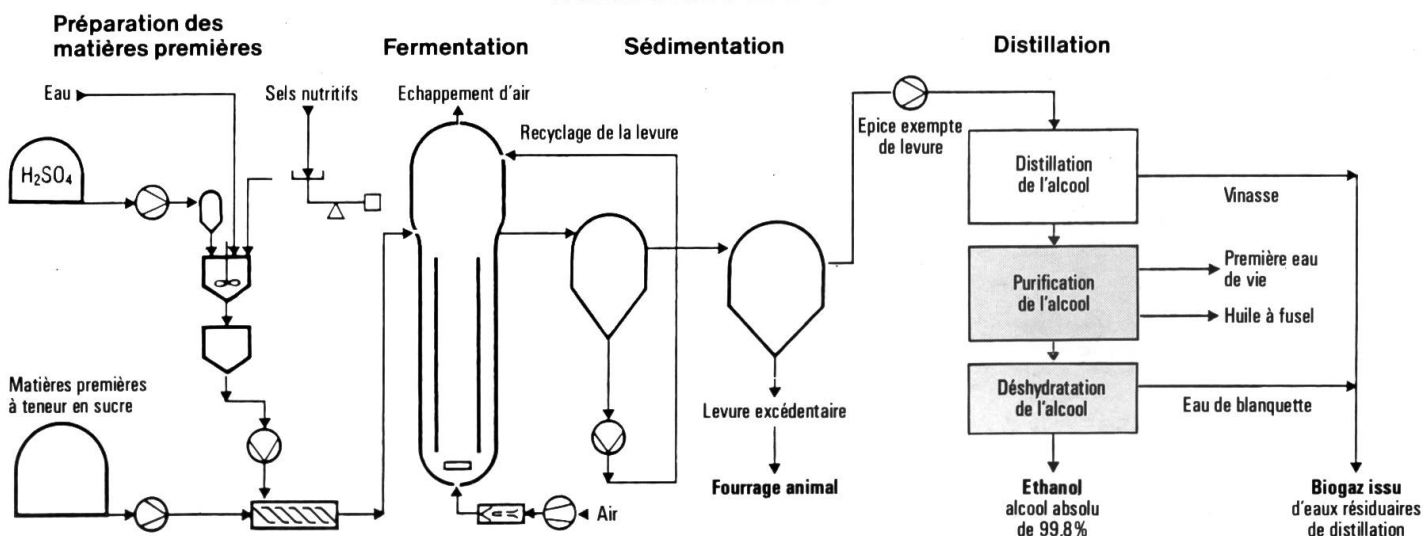 Préparation des
matières premières
Fermentation
Sédimentation
Distillation
Eau
Sels nutritifs
Echappement d'air
Recyclage de la levure
Epice exempte
de levure
H₂SO₄
Distillation
de l'alcool
Vinasse
Purification
de l'alcool
Première eau
de vie
Huile à fusel
Matières premières
à teneur en sucre
Levure excédentaire
Déshydratation
de l'alcool
Eau de blanquette
Fourrage animal
Air
Ethanol
alcool absolu
de 99,8%
Biogaz issu
d'eaux résiduaires
de distillation